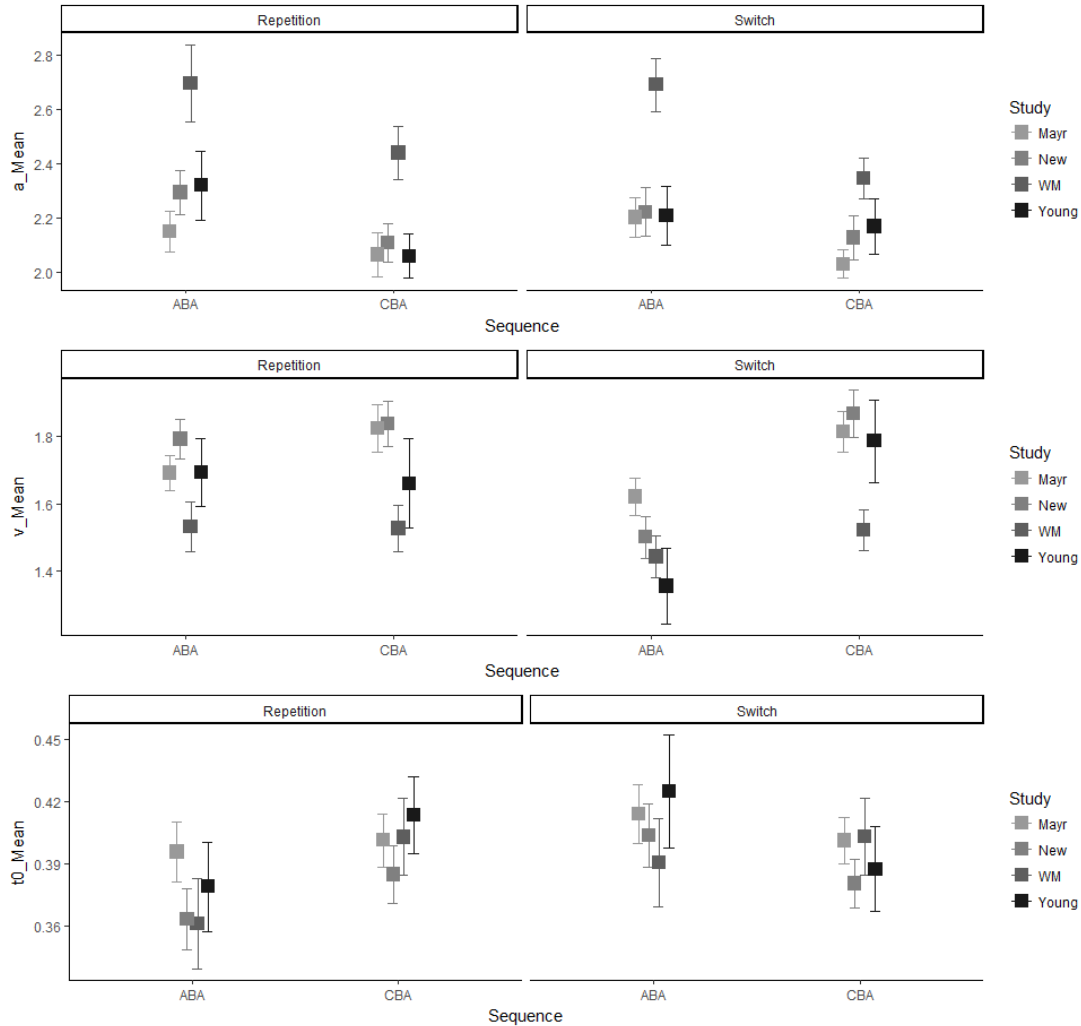 Repetition
Switch
2.8
2.6
2.4
2.2
2.0
a_Mean
ABA
CBA
ABA
CBA
Sequence
Study
Mayr
New
WM
Young
Repetition
Switch
1.8
1.6
1.4
v_Mean
ABA
CBA
ABA
CBA
Sequence
Study
Mayr
New
WM
Young
Repetition
Switch
0.45
0.42
0.39
0.36
t0_Mean
ABA
CBA
ABA
CBA
Sequence
Study
Mayr
New
WM
Young